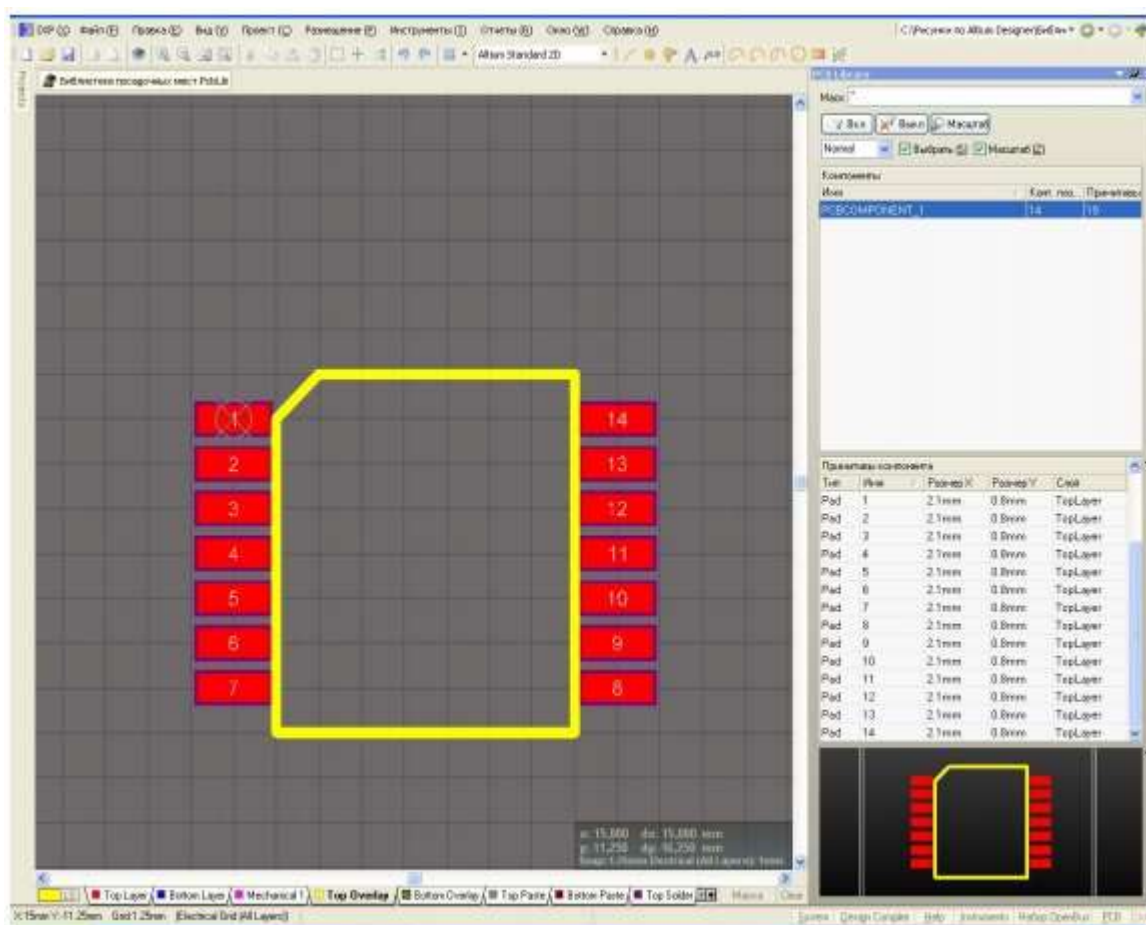 DXP (X) Файл (F) Правка (E) Вид (V) Проект (C) Размещение (P) Инструменты (T) Отчеты (R) Окно (W) Справка (H)
Altium Standard 2D
Библиотека посадочных мест.PcbLib
Projects
PCB Library
Маск
Масштаб
Normal Выбрать (S) Масштаб (Z)
Компоненты
Имя
PCBCOMPONENT_1 14 19
1 14
2 13
3 12
4 11
5 10
6 9
7 8
Примитивы компонента
Тип Имя Размер X Размер Y Слой
Pad 1 2.1mm 0.8mm TopLayer
Pad 2 2.1mm 0.8mm TopLayer
Pad 3 2.1mm 0.8mm TopLayer
Pad 4 2.1mm 0.8mm TopLayer
Pad 5 2.1mm 0.8mm TopLayer
Pad 6 2.1mm 0.8mm TopLayer
Pad 7 2.1mm 0.8mm TopLayer
Pad 8 2.1mm 0.8mm TopLayer
Pad 9 2.1mm 0.8mm TopLayer
Pad 10 2.1mm 0.8mm TopLayer
Pad 11 2.1mm 0.8mm TopLayer
Pad 12 2.1mm 0.8mm TopLayer
Pad 13 2.1mm 0.8mm TopLayer
Pad 14 2.1mm 0.8mm TopLayer
Top Layer Bottom Layer Mechanical 1 Top Overlay Bottom Overlay Top Paste Bottom Paste Top Solder Маска Clear
X:15mm Y:-11.25mm Grid:1.25mm (Electrical Grid (All Layers)) System Design Compiler Help Instruments Набор OpenBus PCB